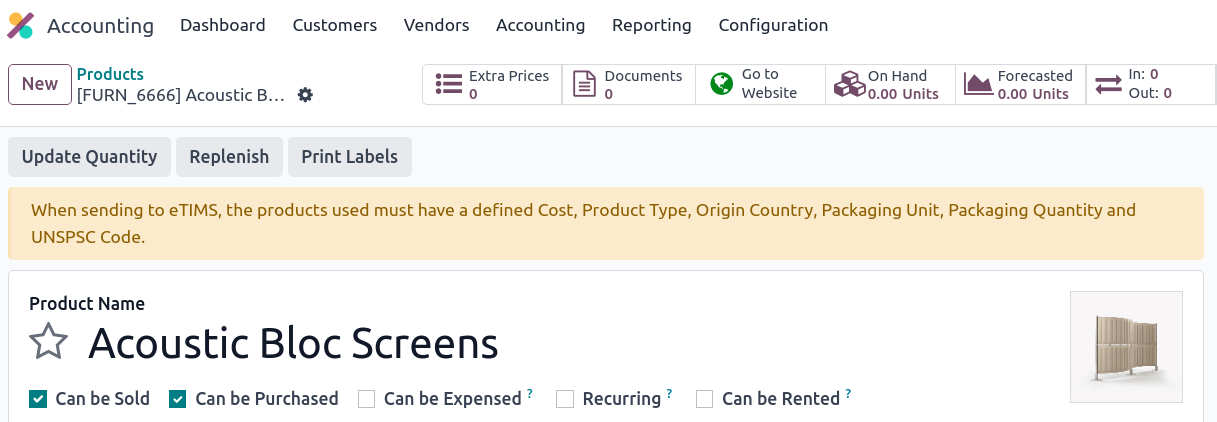 Accounting Dashboard Customers Vendors Accounting Reporting Configuration
New
Products
[FURN_6666] Acoustic B...
Extra Prices
0
Documents
0
Go to
Website
On Hand
0.00 Units
Forecasted
0.00 Units
In: 0
Out: 0
Update Quantity Replenish Print Labels
When sending to eTIMS, the products used must have a defined Cost, Product Type, Origin Country, Packaging Unit, Packaging Quantity and
UNSPSC Code.
Product Name
Acoustic Bloc Screens
Can be Sold Can be Purchased Can be Expensed ? Recurring ? Can be Rented ?